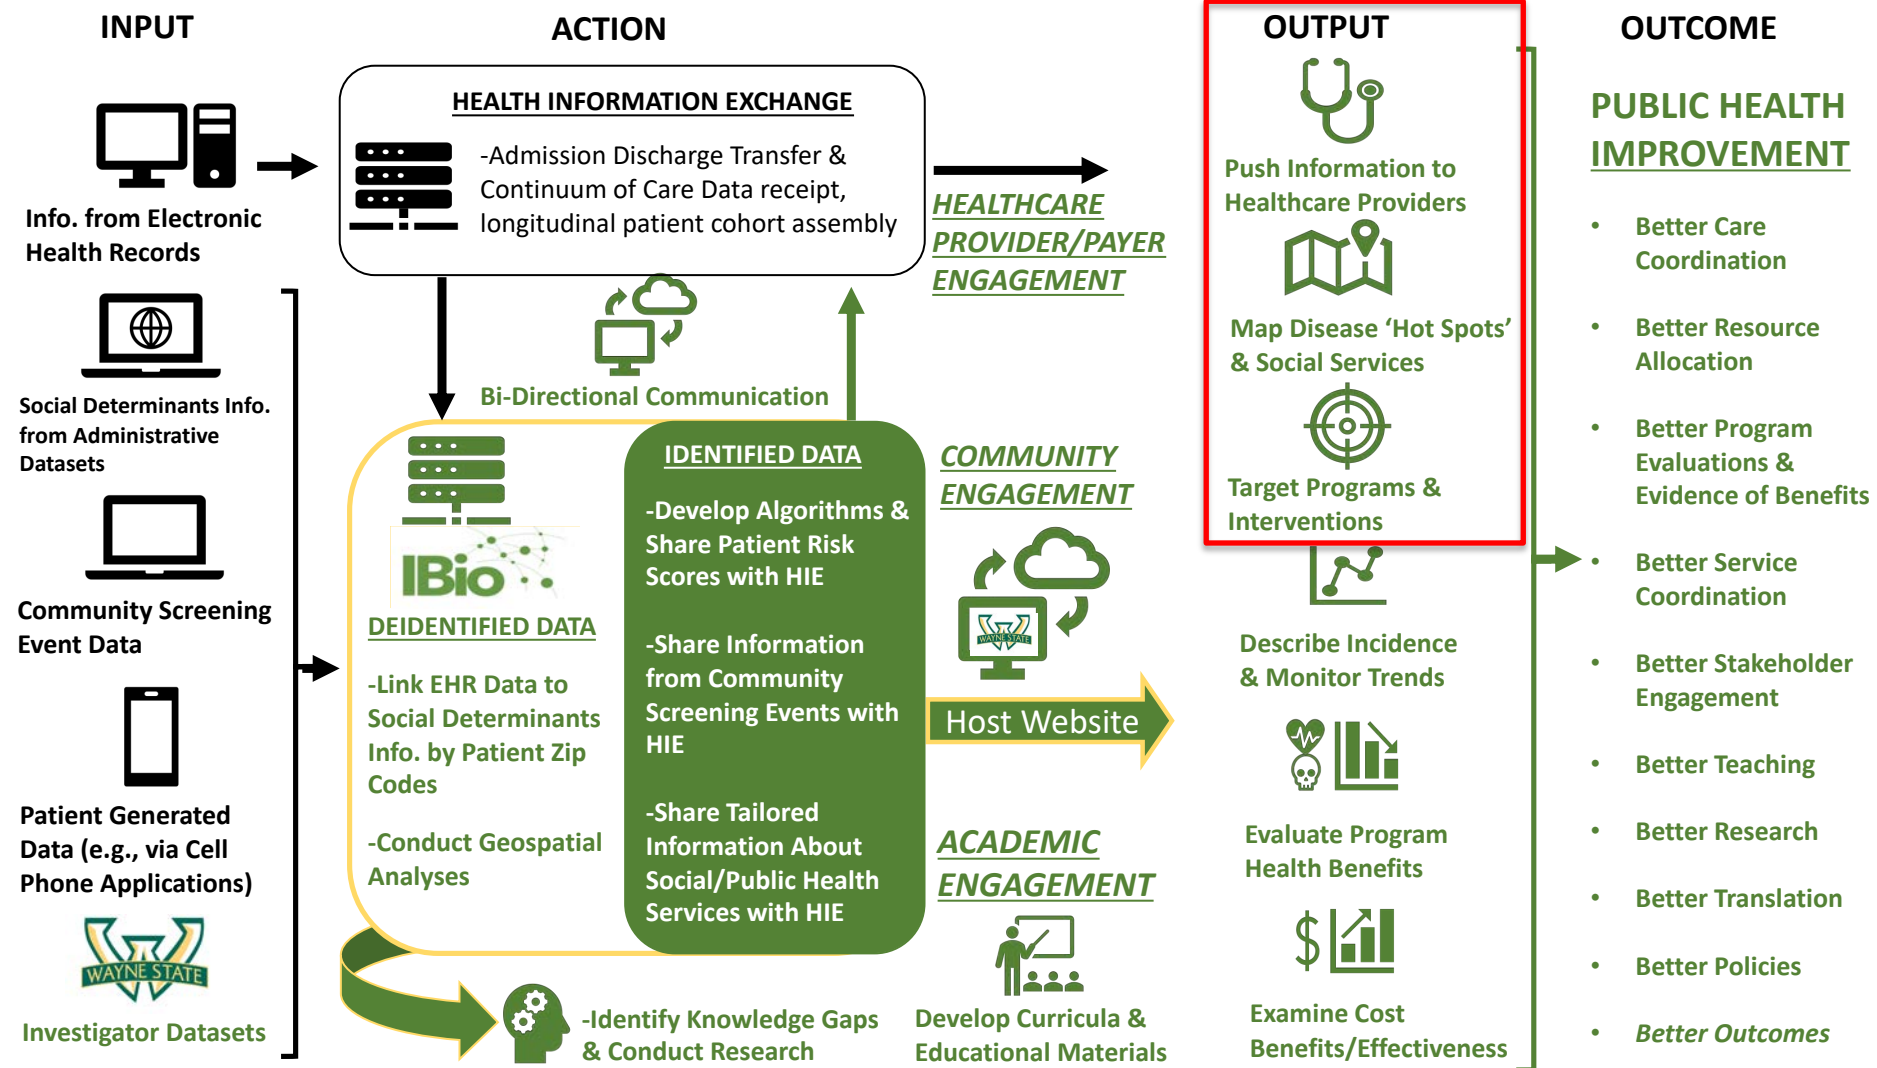 INPUT
Info. from Electronic
Health Records
Social Determinants Info.
from Administrative
Datasets
Community Screening
Event Data
Patient Generated
Data (e.g., via Cell
Phone Applications)
WAYNE STATE
Investigator Datasets
ACTION
HEALTH INFORMATION EXCHANGE
-Admission Discharge Transfer &
Continuum of Care Data receipt,
longitudinal patient cohort assembly
Bi-Directional Communication
IBio
DEIDENTIFIED DATA
-Link EHR Data to
Social Determinants
Info. by Patient Zip
Codes
-Conduct Geospatial
Analyses
IDENTIFIED DATA
-Develop Algorithms &
Share Patient Risk
Scores with HIE
-Share Information
from Community
Screening Events with
HIE
-Share Tailored
Information About
Social/Public Health
Services with HIE
-Identify Knowledge Gaps
& Conduct Research
HEALTHCARE
PROVIDER/PAYER
ENGAGEMENT
COMMUNITY
ENGAGEMENT
WAYNE STATE
Host Website
ACADEMIC
ENGAGEMENT
Develop Curricula &
Educational Materials
OUTPUT
Push Information to
Healthcare Providers
Map Disease ‘Hot Spots’
& Social Services
Target Programs &
Interventions
Describe Incidence
& Monitor Trends
Evaluate Program
Health Benefits
$
Examine Cost
Benefits/Effectiveness
OUTCOME
PUBLIC HEALTH
IMPROVEMENT
• Better Care
Coordination
• Better Resource
Allocation
• Better Program
Evaluations &
Evidence of Benefits
• Better Service
Coordination
• Better Stakeholder
Engagement
• Better Teaching
• Better Research
• Better Translation
• Better Policies
• Better Outcomes